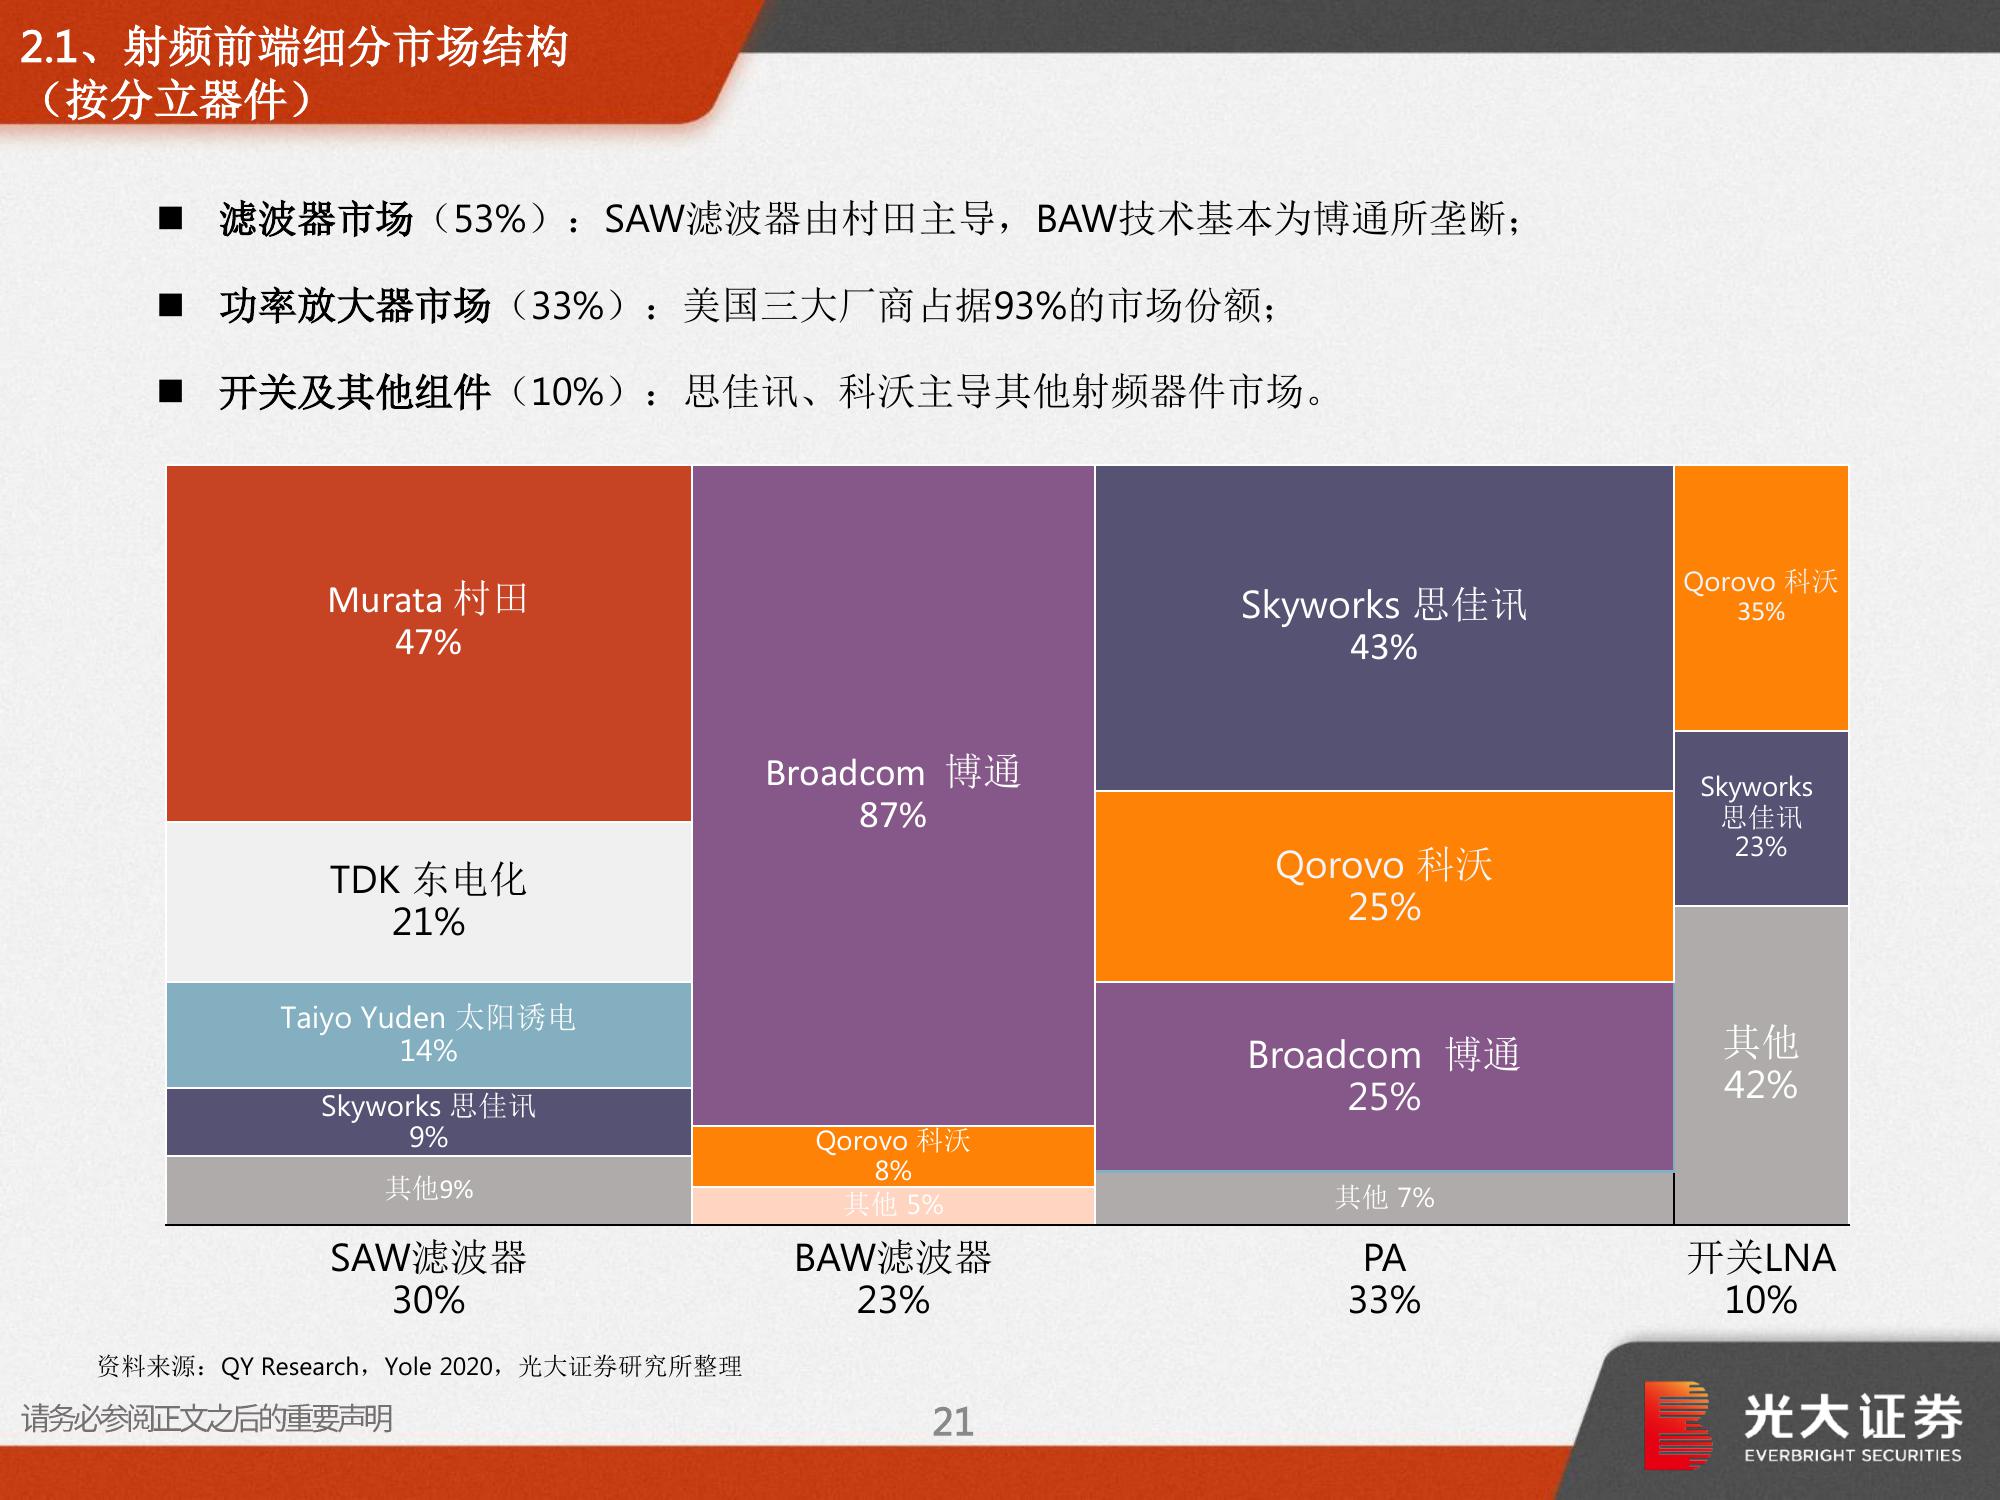 2.1、射频前端细分市场结构
（按分立器件）
■ 滤波器市场（53%）：SAW滤波器由村田主导，BAW技术基本为博通所垄断；
■ 功率放大器市场（33%）：美国三大厂商占据93%的市场份额；
■ 开关及其他组件（10%）：思佳讯、科沃主导其他射频器件市场。
Murata 村田
47%
TDK 东电化
21%
Taiyo Yuden 太阳诱电
14%
Skyworks 思佳讯
9%
其他9%
Broadcom 博通
87%
Qorovo 科沃
8%
其他 5%
Skyworks 思佳讯
43%
Qorovo 科沃
25%
Broadcom 博通
25%
其他 7%
Qorovo 科沃
35%
Skyworks
思佳讯
23%
其他
42%
SAW滤波器
30%
BAW滤波器
23%
PA
33%
开关LNA
10%
资料来源：QY Research，Yole 2020，光大证券研究所整理
请务必参阅正文之后的重要声明
21
光大证券
EVERBRIGHT SECURITIES